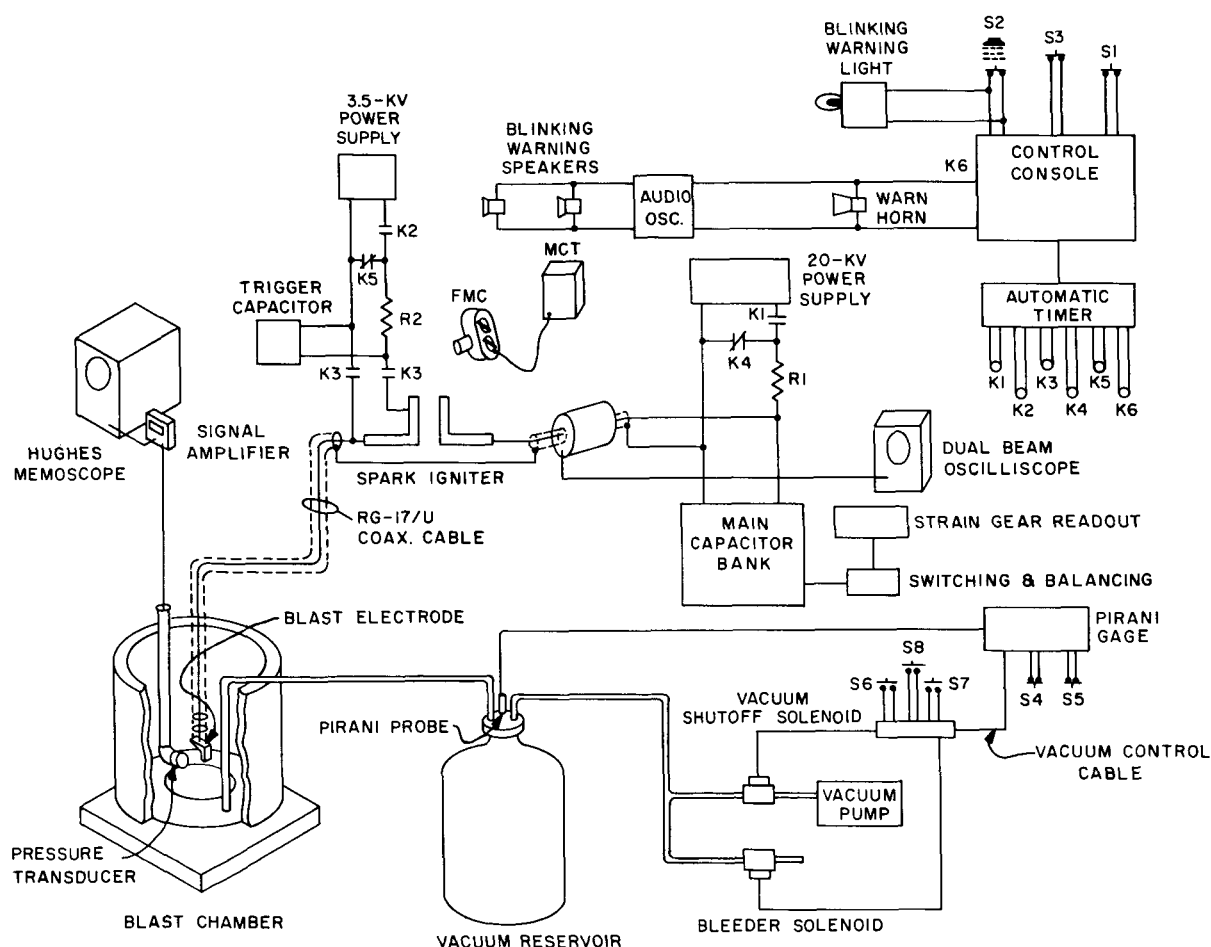 S2
S3
S1
BLINKING
WARNING
LIGHT
3.5-KV
POWER
SUPPLY
BLINKING
WARNING
SPEAKERS
K6
CONTROL
CONSOLE
AUDIO
OSC.
WARN
HORN
K2
K5
MCT
20-KV
POWER
SUPPLY
TRIGGER
CAPACITOR
R2
FMC
K1
AUTOMATIC
TIMER
K3
K3
K4
R1
K1
K2
K3
K4
K5
K6
HUGHES
MEMOSCOPE
SIGNAL
AMPLIFIER
SPARK IGNITER
DUAL BEAM
OSCILLISCOPE
RG-17/U
COAX. CABLE
MAIN
CAPACITOR
BANK
STRAIN GEAR READOUT
SWITCHING & BALANCING
BLAST ELECTRODE
PIRANI
GAGE
S8
S6
S7
S4
S5
VACUUM
SHUTOFF SOLENOID
PIRANI PROBE
VACUUM CONTROL
CABLE
VACUUM
PUMP
PRESSURE
TRANSDUCER
BLAST CHAMBER
BLEEDER SOLENOID
VACUUM RESERVOIR